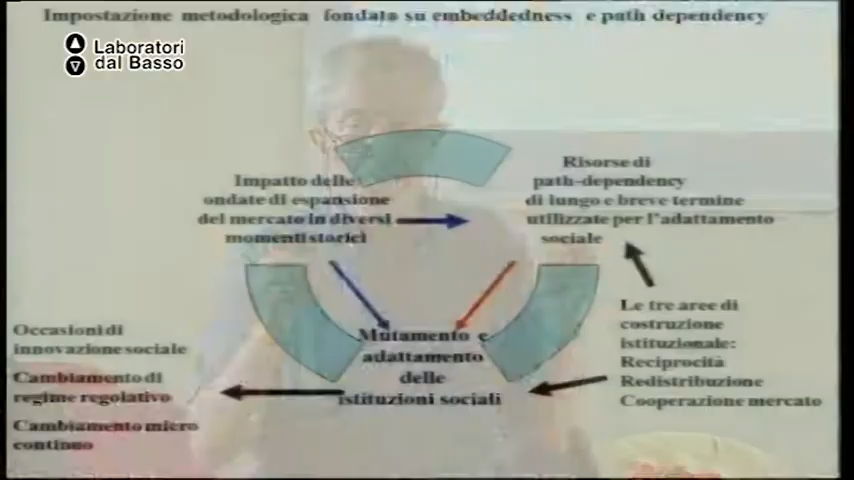 Impostazione metodologica fondata su embeddedness e path dependency
Laboratori
dal Basso
Impatto delle
ondate di espansione
del mercato in diversi
momenti storici
Risorse di
path-dependency
di lungo e breve termine
utilizzate per l'adattamento
sociale
Mutamento e
adattamento
delle
istituzioni sociali
Le tre aree di
costruzione
istituzionale:
Reciprocità
Redistribuzione
Cooperazione mercato
Occasioni di
innovazione sociale
Cambiamento di
regime regolativo
Cambiamento micro
continuo